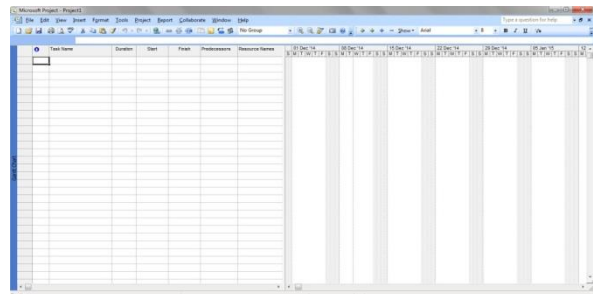 Microsoft Project - Project1
File Edit View Insert Format Tools Project Report Collaborate Window Help
Type a question for help
No Group
Show Arial 8 B I U
Task Name Duration Start Finish Predecessors Resource Names
01 Dec '14 08 Dec '14 15 Dec '14 22 Dec '14 29 Dec '14 05 Jan '15 12
S M T W T F S S M T W T F S S M T W T F S S M T W T F S S M T W T F S S M T W T F S S M
Gantt Chart